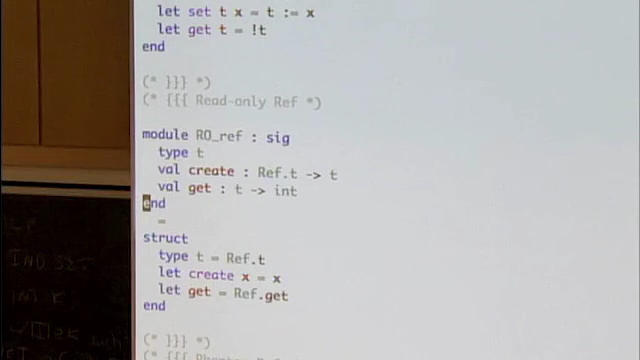 let set t x = t := x
let get t = !t
end
(* }}} *)
(* {{{ Read-only Ref *)
module RO_ref : sig
type t
val create : Ref.t -> t
val get : t -> int
end
=
struct
type t = Ref.t
let create x = x
let get = Ref.get
end
(* }}} *)
(* {{{